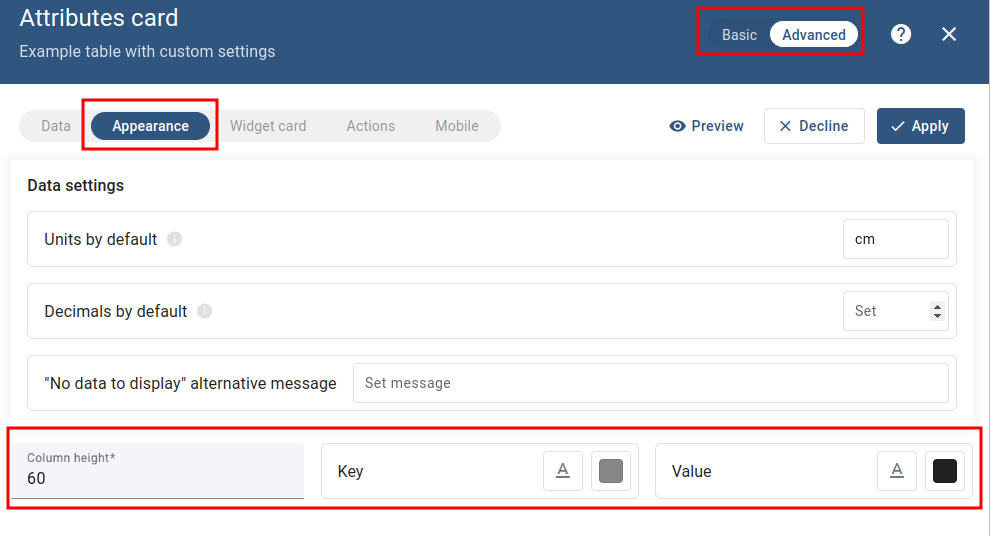 Attributes card
Example table with custom settings
Basic Advanced ?
Data Appearance Widget card Actions Mobile Preview Decline Apply
Data settings
Units by default i cm
Decimals by default i Set
"No data to display" alternative message Set message
Column height*
60
Key A Value A